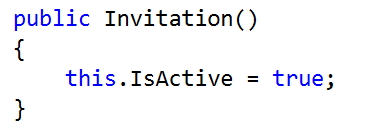 public Invitation()
{
    this.IsActive = true;
}